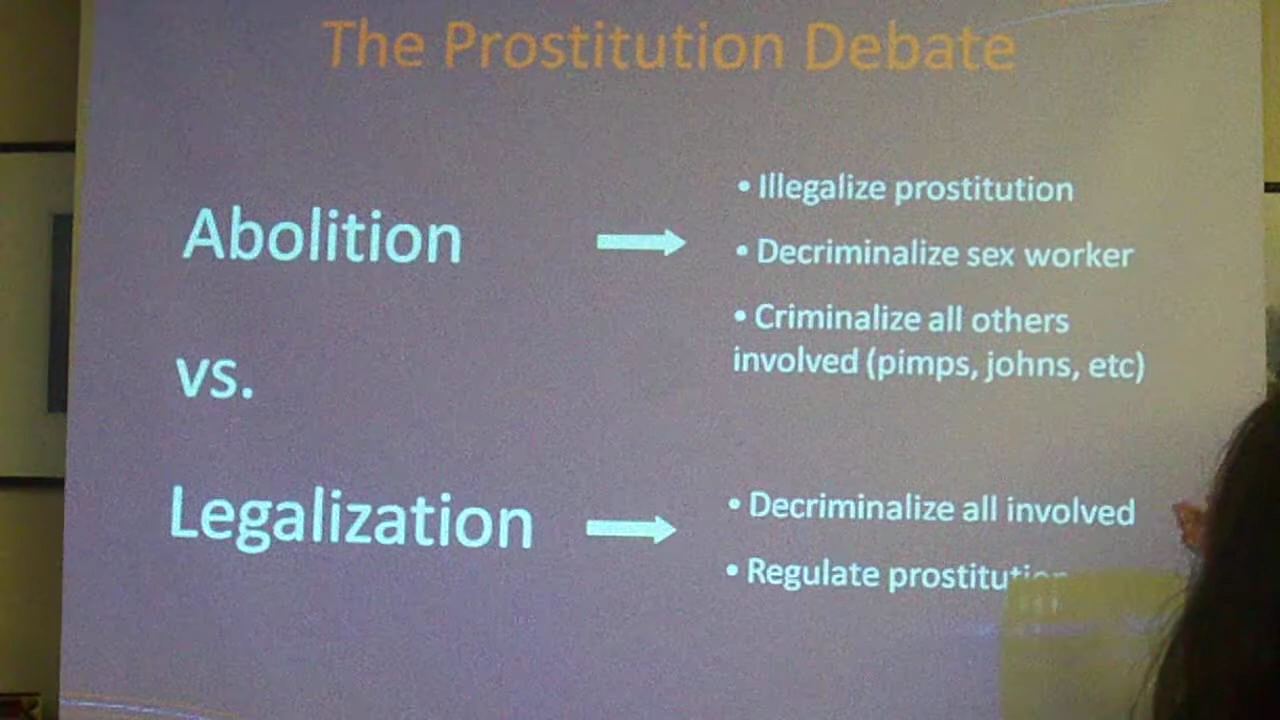 The Prostitution Debate
Abolition
• Illegalize prostitution
• Decriminalize sex worker
• Criminalize all others
involved (pimps, johns, etc)
vs.
Legalization
• Decriminalize all involved
• Regulate prostitution